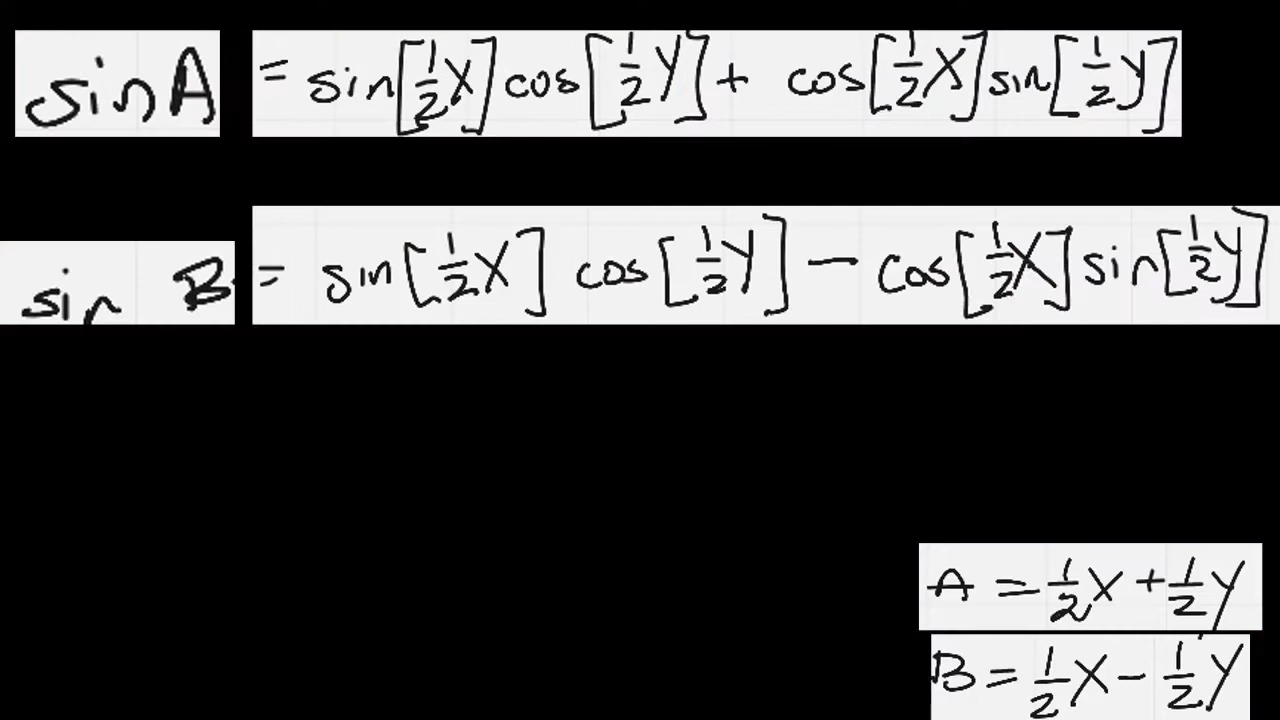 sin A = sin[½X] cos[½Y] + cos[½X] sin[½Y]
sin B = sin[½X] cos[½Y] − cos[½X] sin[½Y]
A = ½X + ½Y
B = ½X − ½Y